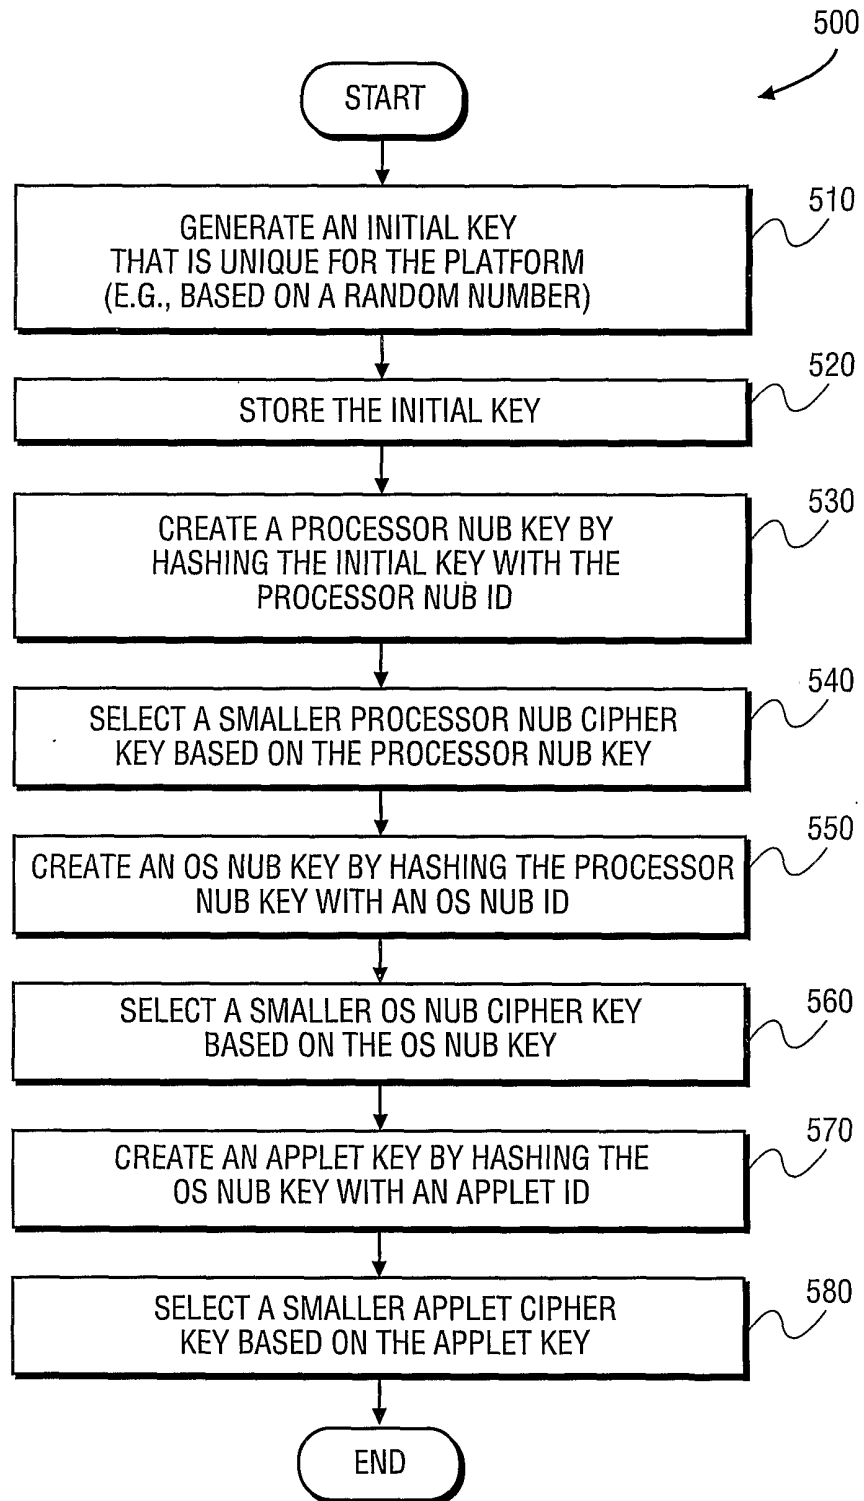 500
START
GENERATE AN INITIAL KEY
THAT IS UNIQUE FOR THE PLATFORM
(E.G., BASED ON A RANDOM NUMBER)
510
STORE THE INITIAL KEY
520
CREATE A PROCESSOR NUB KEY BY
HASHING THE INITIAL KEY WITH THE
PROCESSOR NUB ID
530
SELECT A SMALLER PROCESSOR NUB CIPHER
KEY BASED ON THE PROCESSOR NUB KEY
540
CREATE AN OS NUB KEY BY HASHING THE PROCESSOR
NUB KEY WITH AN OS NUB ID
550
SELECT A SMALLER OS NUB CIPHER KEY
BASED ON THE OS NUB KEY
560
CREATE AN APPLET KEY BY HASHING THE
OS NUB KEY WITH AN APPLET ID
570
SELECT A SMALLER APPLET CIPHER
KEY BASED ON THE APPLET KEY
580
END